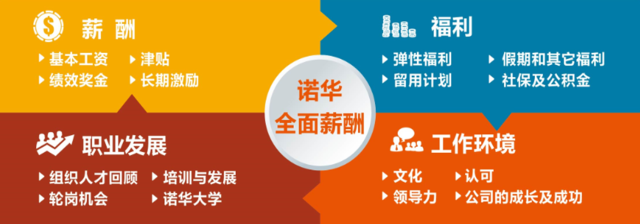 薪 酬
基本工资 津贴
绩效奖金 长期激励
福利
弹性福利 假期和其它福利
留用计划 社保及公积金
诺华
全面薪酬
职业发展
组织人才回顾 培训与发展
轮岗机会 诺华大学
工作环境
文化 认可
领导力 公司的成长及成功